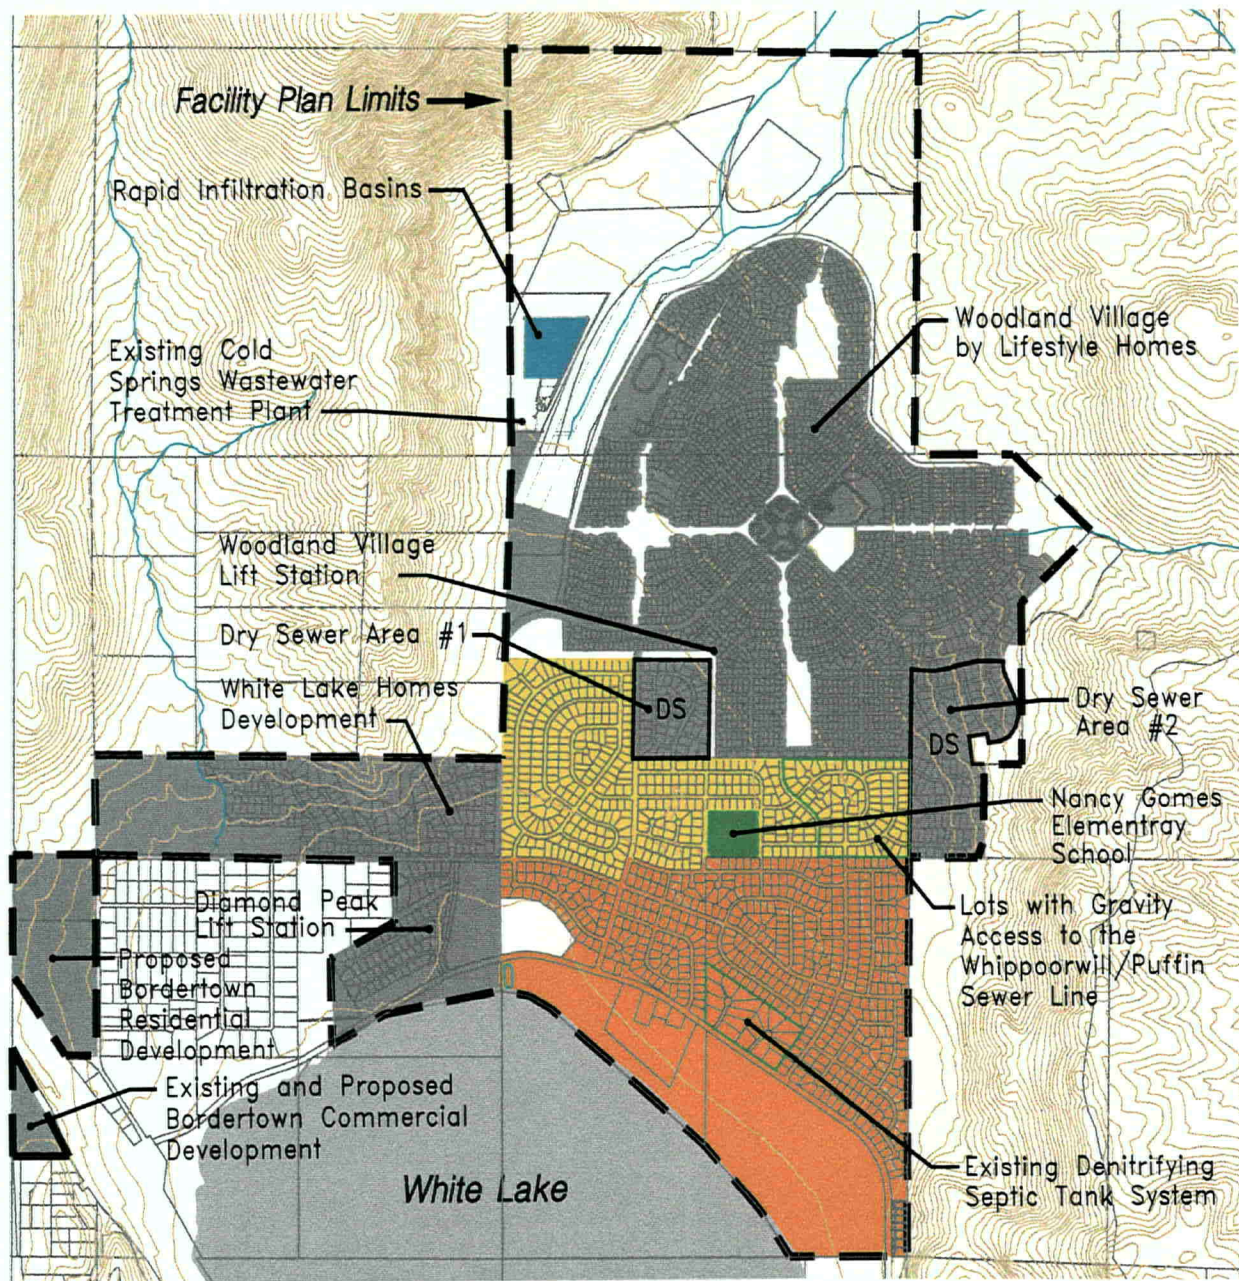 Facility Plan Limits
Rapid Infiltration Basins
Existing Cold
Springs Wastewater
Treatment Plant
Woodland Village
by Lifestyle Homes
Woodland Village
Lift Station
Dry Sewer Area #1
White Lake Homes
Development
DS
DS
Dry Sewer
Area #2
Nancy Gomes
Elementray
School
Diamond Peak
Lift Station
Lots with Gravity
Access to the
Whippoorwill/Puffin
Sewer Line
Proposed
Bordertown
Residential
Development
Existing and Proposed
Bordertown Commercial
Development
White Lake
Existing Denitrifying
Septic Tank System